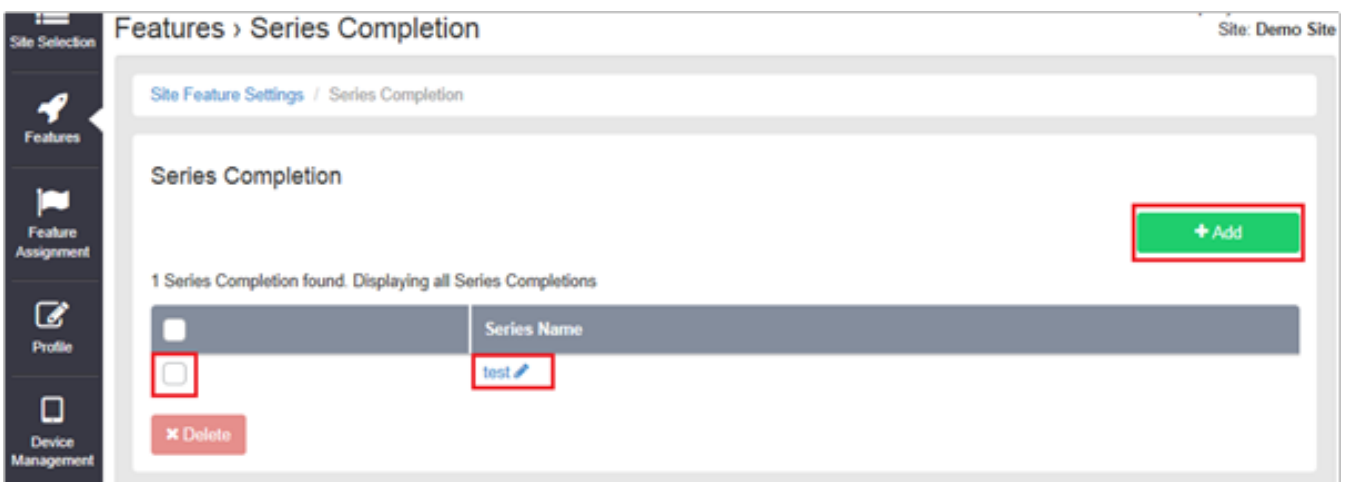 Site Selection
Features › Series Completion
Site: Demo Site
Site Feature Settings / Series Completion
Features
Series Completion
Feature
Assignment
+ Add
1 Series Completion found. Displaying all Series Completions
Profile
Series Name
test
Device
Management
✖ Delete